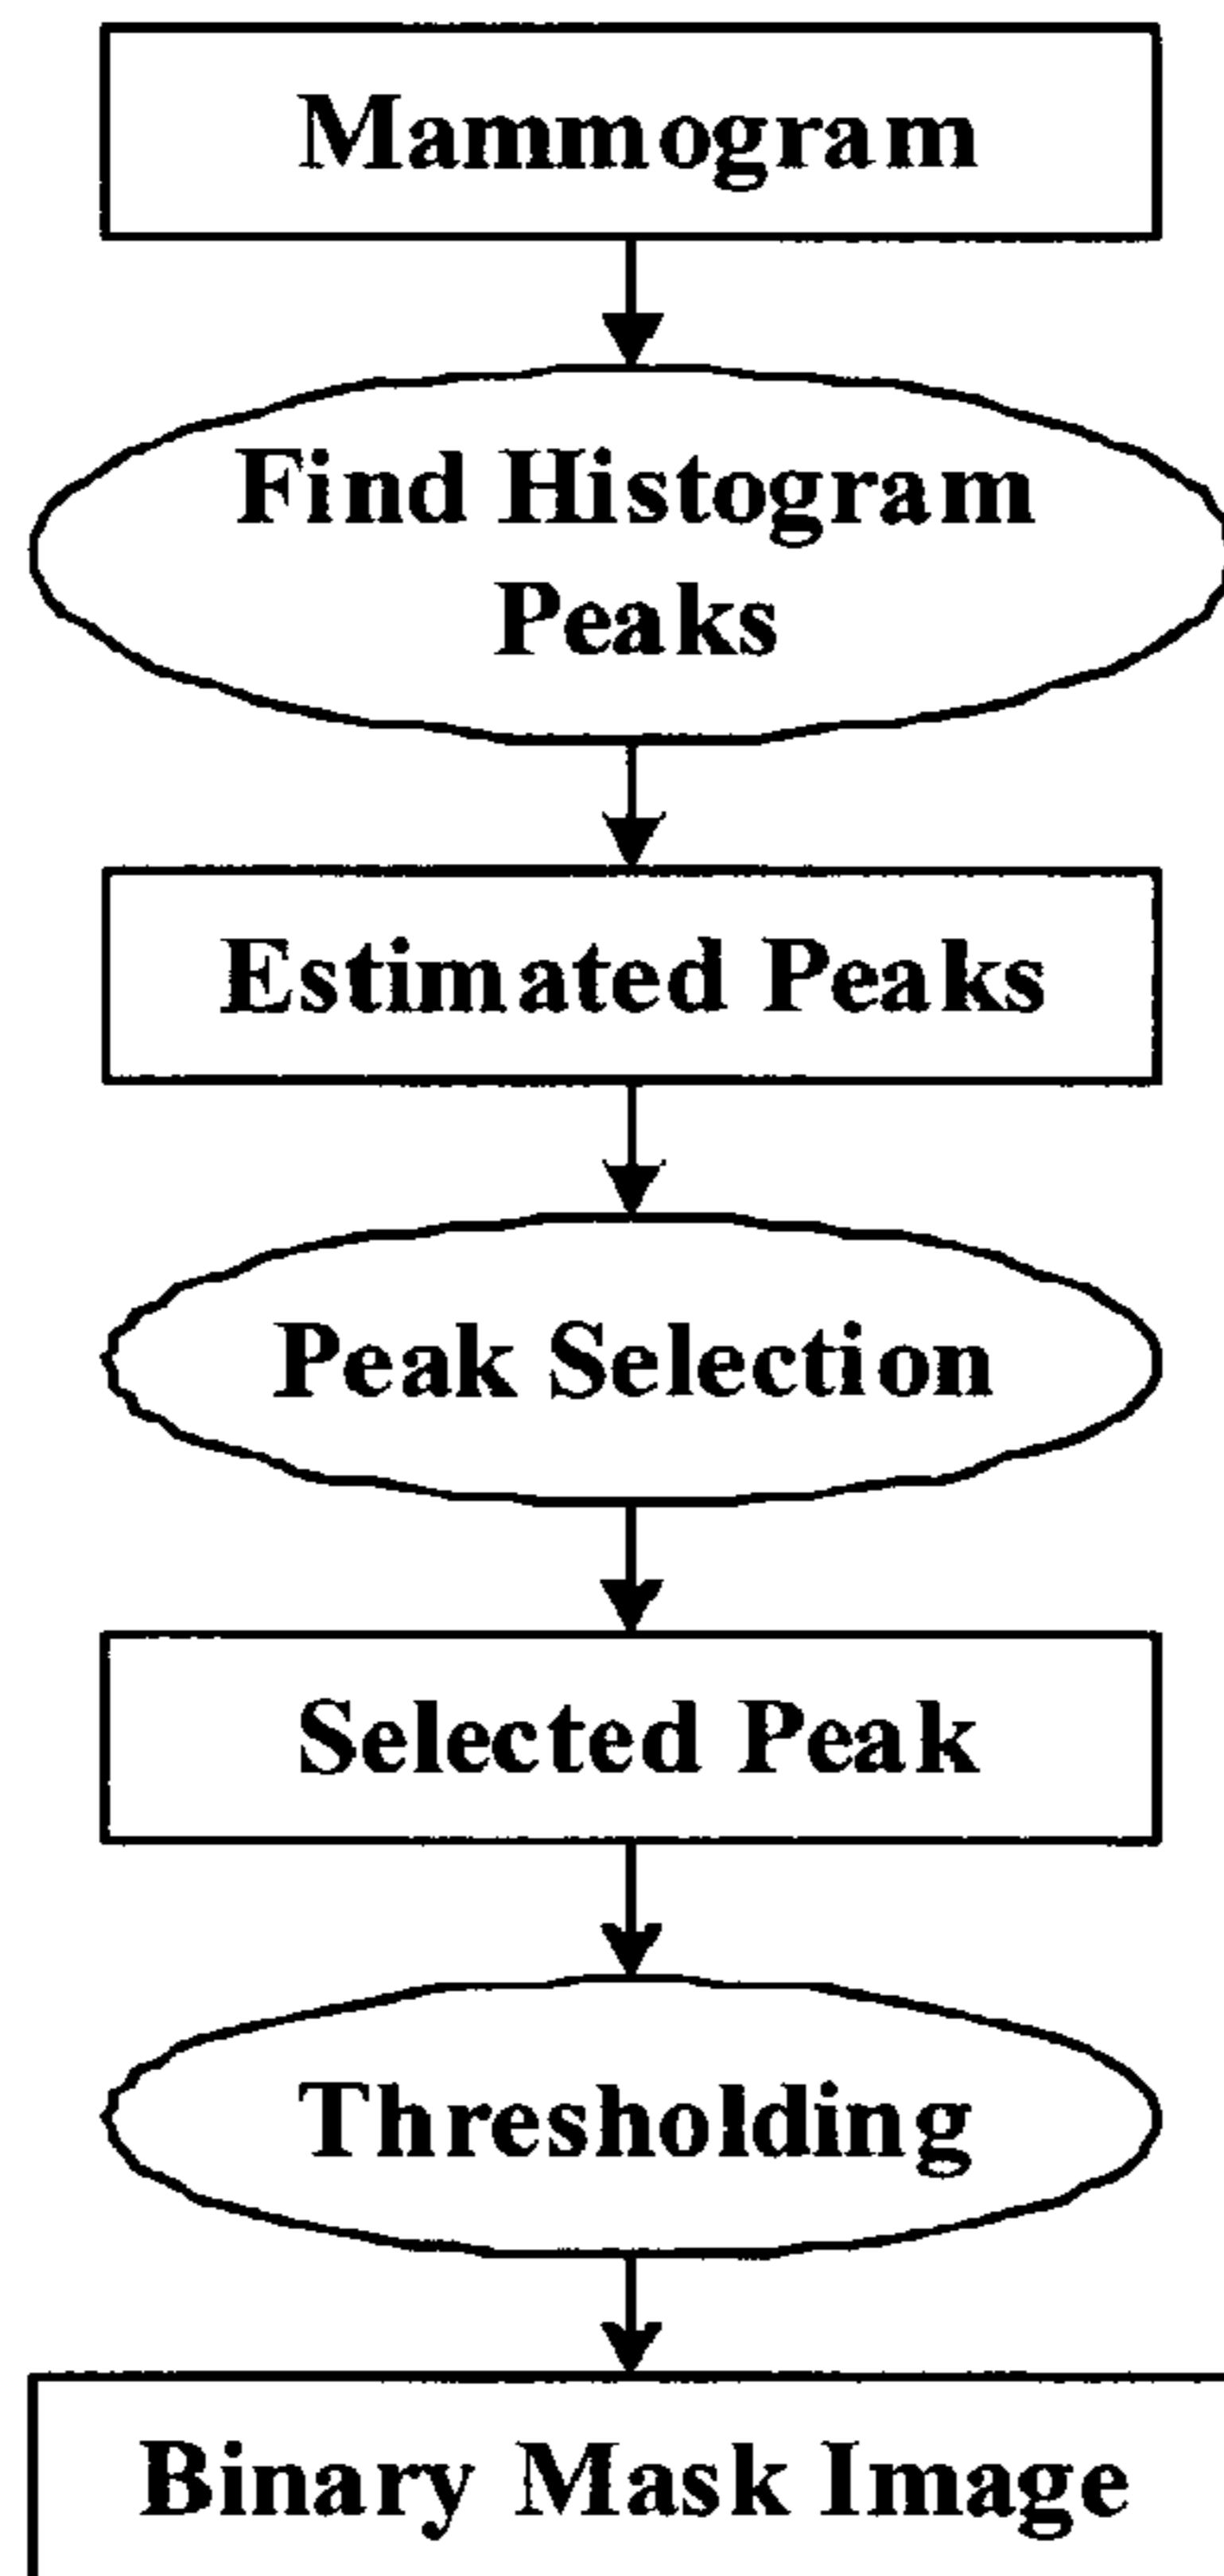 Mammogram
Find Histogram
Peaks
Estimated Peaks
Peak Selection
Selected Peak
Thresholding
Binary Mask Image